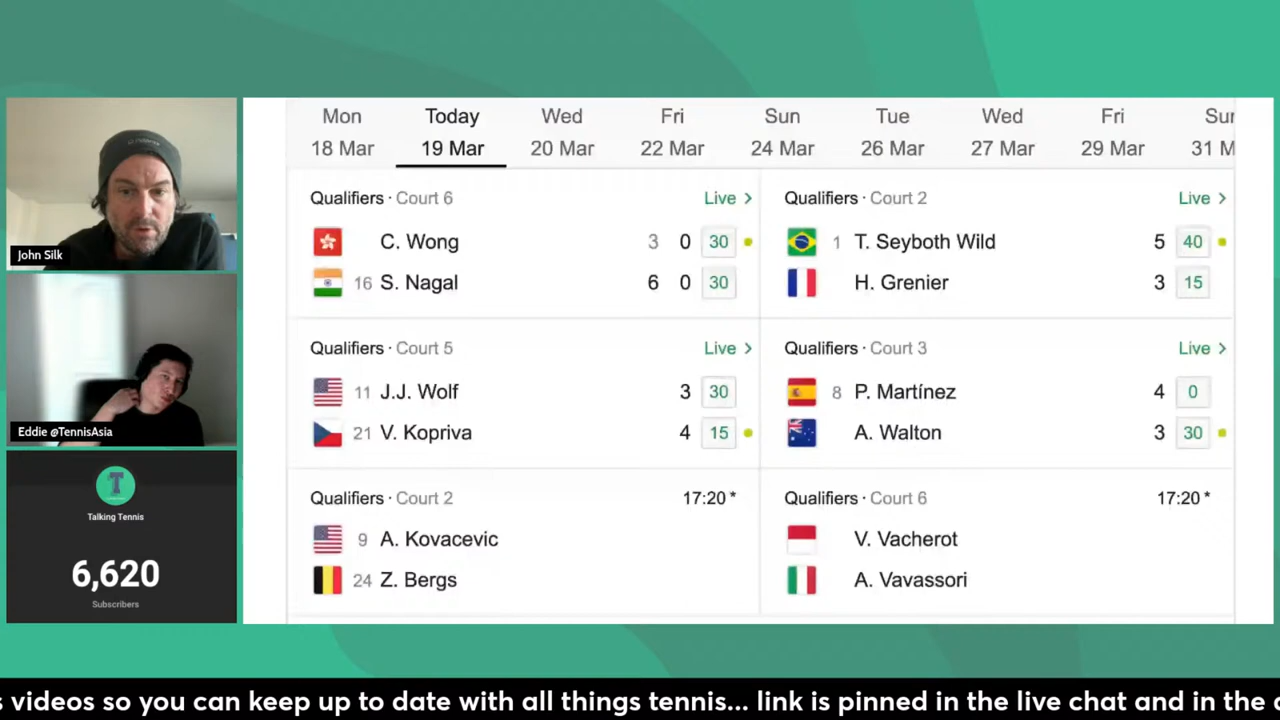 Mon Today Wed Fri Sun Tue Wed Fri Sun
18 Mar 19 Mar 20 Mar 22 Mar 24 Mar 26 Mar 27 Mar 29 Mar 31 M
Qualifiers · Court 6 Live >
C. Wong 3 0 30
16 S. Nagal 6 0 30
Qualifiers · Court 2 Live >
1 T. Seyboth Wild 5 40
H. Grenier 3 15
Qualifiers · Court 5 Live >
11 J.J. Wolf 3 30
21 V. Kopriva 4 15
Qualifiers · Court 3 Live >
8 P. Martínez 4 0
A. Walton 3 30
Qualifiers · Court 2 17:20 *
9 A. Kovacevic
24 Z. Bergs
Qualifiers · Court 6 17:20 *
V. Vacherot
A. Vavassori
John Silk
Eddie @TennisAsia
T
Talking Tennis
6,620
Subscribers
s videos so you can keep up to date with all things tennis... link is pinned in the live chat and in the